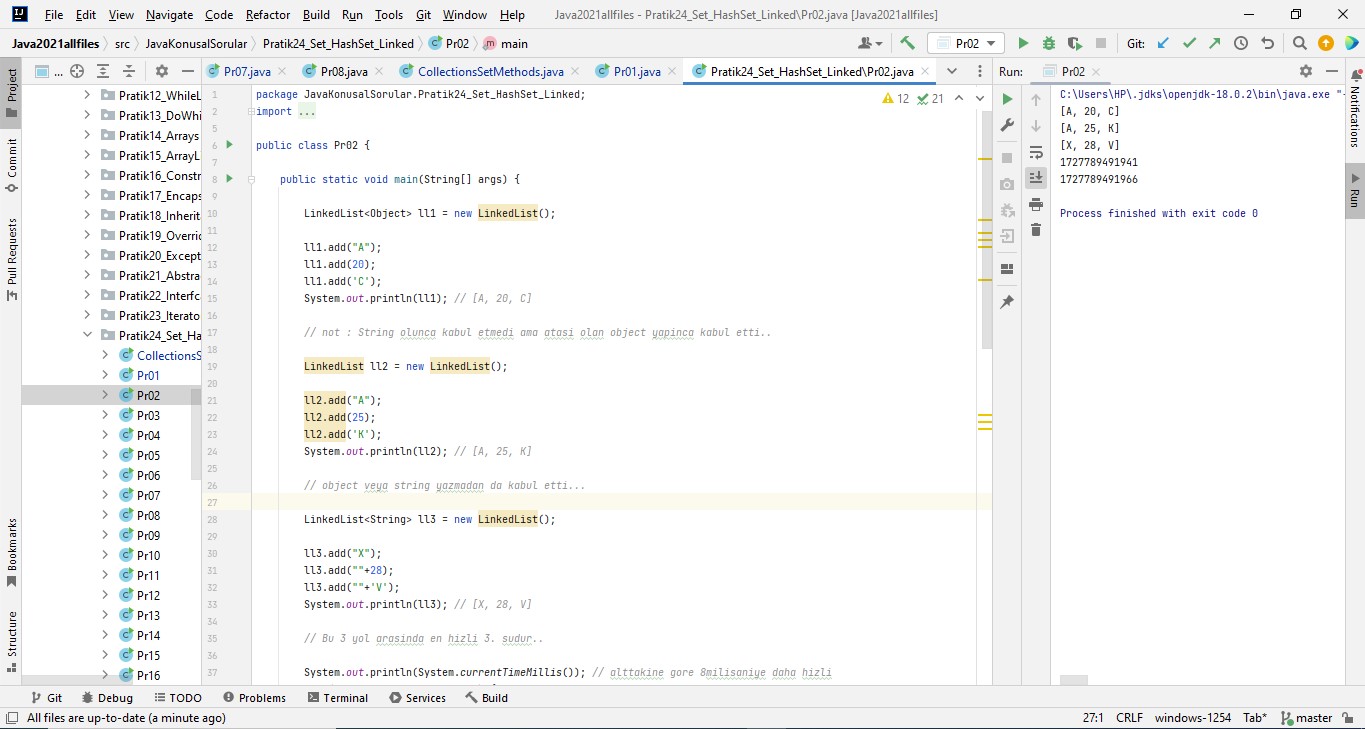 File Edit View Navigate Code Refactor Build Run Tools Git Window Help Java2021allfiles - Pratik24_Set_HashSet_Linked\Pr02.java [Java2021allfiles]
Java2021allfiles src JavaKonusalSorular Pratik24_Set_HashSet_Linked Pr02 main Pr02 Git:
... Pr07.java Pr08.java CollectionsSetMethods.java Pr01.java Pratik24_Set_HashSet_Linked\Pr02.java Run: Pr02
Project
Commit
Pull Requests
Bookmarks
Structure
Pratik12_WhileL
Pratik13_DoWhi
Pratik14_Arrays
Pratik15_ArrayLi
Pratik16_Constr
Pratik17_Encaps
Pratik18_Inherit
Pratik19_Overric
Pratik20_Except
Pratik21_Abstra
Pratik22_Interfc
Pratik23_Iterato
Pratik24_Set_Ha
CollectionsS
Pr01
Pr02
Pr03
Pr04
Pr05
Pr06
Pr07
Pr08
Pr09
Pr10
Pr11
Pr12
Pr13
Pr14
Pr15
Pr16
12 21
1 package JavaKonusalSorular.Pratik24_Set_HashSet_Linked;
2 import ...
5
6 public class Pr02 {
7
8 public static void main(String[] args) {
9
10 LinkedList<Object> ll1 = new LinkedList();
11
12 ll1.add("A");
13 ll1.add(20);
14 ll1.add('C');
15 System.out.println(ll1); // [A, 20, C]
16
17 // not : String olunca kabul etmedi ama atasi olan object yapinca kabul etti..
18
19 LinkedList ll2 = new LinkedList();
20
21 ll2.add("A");
22 ll2.add(25);
23 ll2.add('K');
24 System.out.println(ll2); // [A, 25, K]
25
26 // object veya string yazmadan da kabul etti...
27
28 LinkedList<String> ll3 = new LinkedList();
29
30 ll3.add("X");
31 ll3.add(""+28);
32 ll3.add(""+'V');
33 System.out.println(ll3); // [X, 28, V]
34
35 // Bu 3 yol arasinda en hizli 3. sudur..
36
37 System.out.println(System.currentTimeMillis()); // alttakine gore 8milisaniye daha hizli
C:\Users\HP\.jdks\openjdk-18.0.2\bin\java.exe "
[A, 20, C]
[A, 25, K]
[X, 28, V]
1727789491941
1727789491966
Process finished with exit code 0
Notifications
Run
Git Debug TODO Problems Terminal Services Build
All files are up-to-date (a minute ago) 27:1 CRLF windows-1254 Tab* master